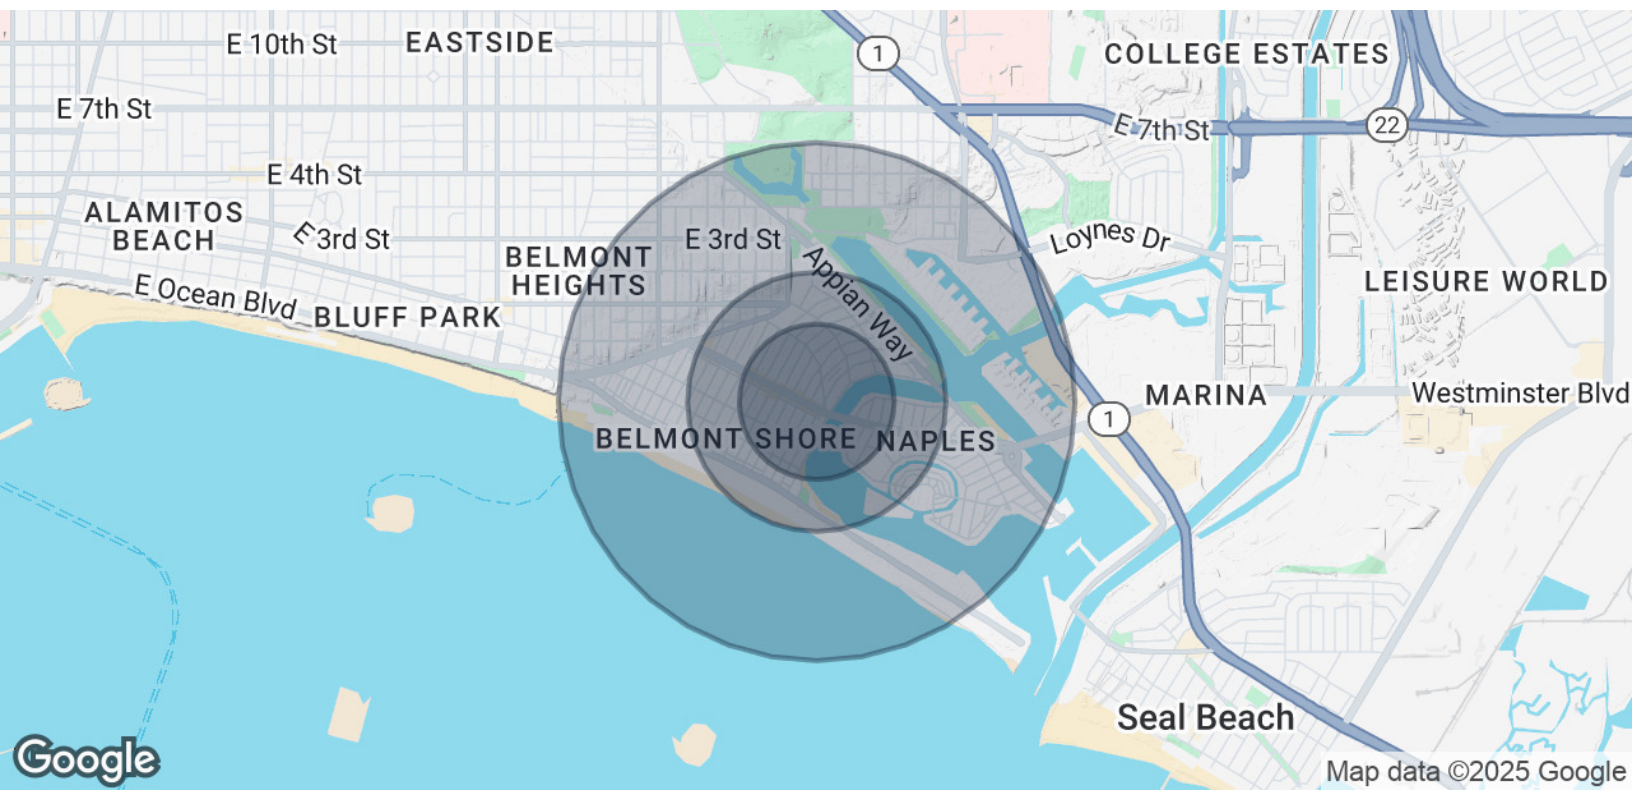 E 10th St
EASTSIDE
1
COLLEGE ESTATES
E 7th St
E 7th St
22
E 4th St
ALAMITOS
BEACH
E 3rd St
E 3rd St
Loynes Dr
BELMONT
HEIGHTS
Appian Way
LEISURE WORLD
E Ocean Blvd
BLUFF PARK
MARINA
Westminster Blvd
1
BELMONT SHORE
NAPLES
Seal Beach
Google
Map data ©2025 Google